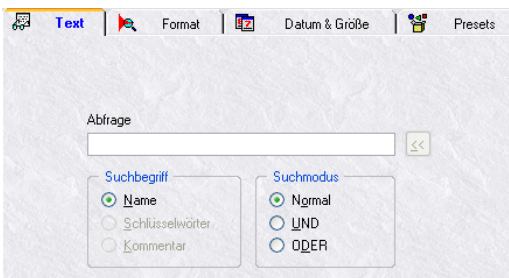 Text Format Datum & Größe Presets
Abfrage
<<
Suchbegriff Suchmodus
Name Normal
Schlüsselwörter UND
Kommentar ODER